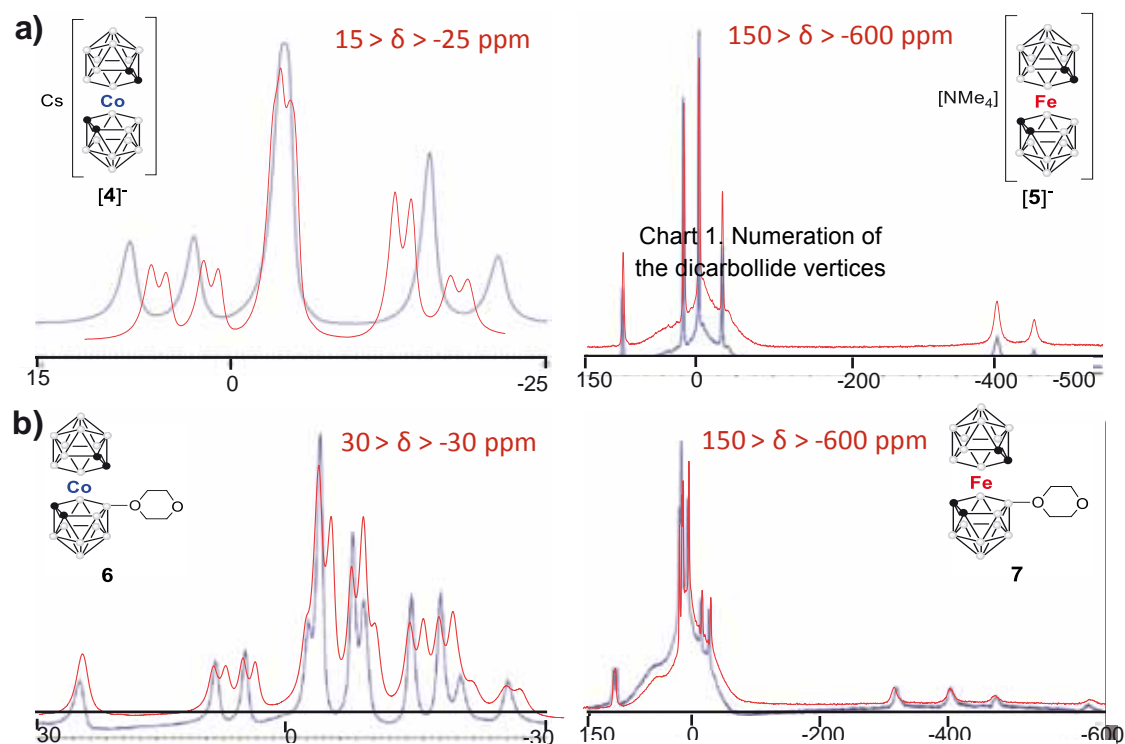 a)
15 > δ > -25 ppm
Cs
Co
[4]⁻
15
0
-25
150 > δ > -600 ppm
[NMe₄]
Fe
[5]⁻
Chart 1. Numeration of
the dicarbollide vertices
150
0
-200
-400
-500
b)
30 > δ > -30 ppm
Co
O
O
6
30
0
-30
150 > δ > -600 ppm
Fe
O
O
7
150
0
-200
-400
-600